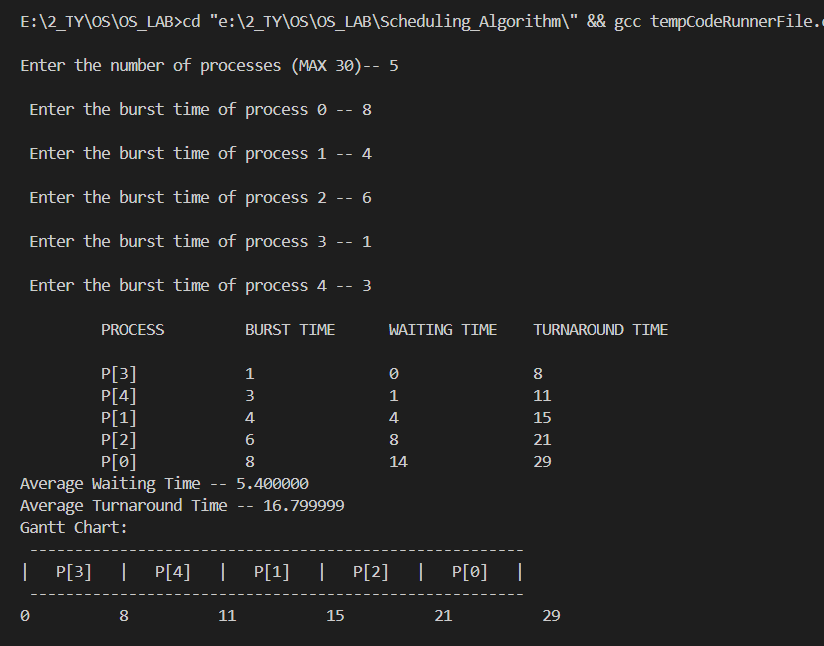 E:\2_TY\OS\OS_LAB>cd "e:\2_TY\OS\OS_LAB\Scheduling_Algorithm\" && gcc tempCodeRunnerFile.
Enter the number of processes (MAX 30)-- 5
Enter the burst time of process 0 -- 8
Enter the burst time of process 1 -- 4
Enter the burst time of process 2 -- 6
Enter the burst time of process 3 -- 1
Enter the burst time of process 4 -- 3
PROCESS BURST TIME WAITING TIME TURNAROUND TIME
P[3] 1 0 8
P[4] 3 1 11
P[1] 4 4 15
P[2] 6 8 21
P[0] 8 14 29
Average Waiting Time -- 5.400000
Average Turnaround Time -- 16.799999
Gantt Chart:
-------------------------------------------------------
| P[3] | P[4] | P[1] | P[2] | P[0] |
-------------------------------------------------------
0 8 11 15 21 29